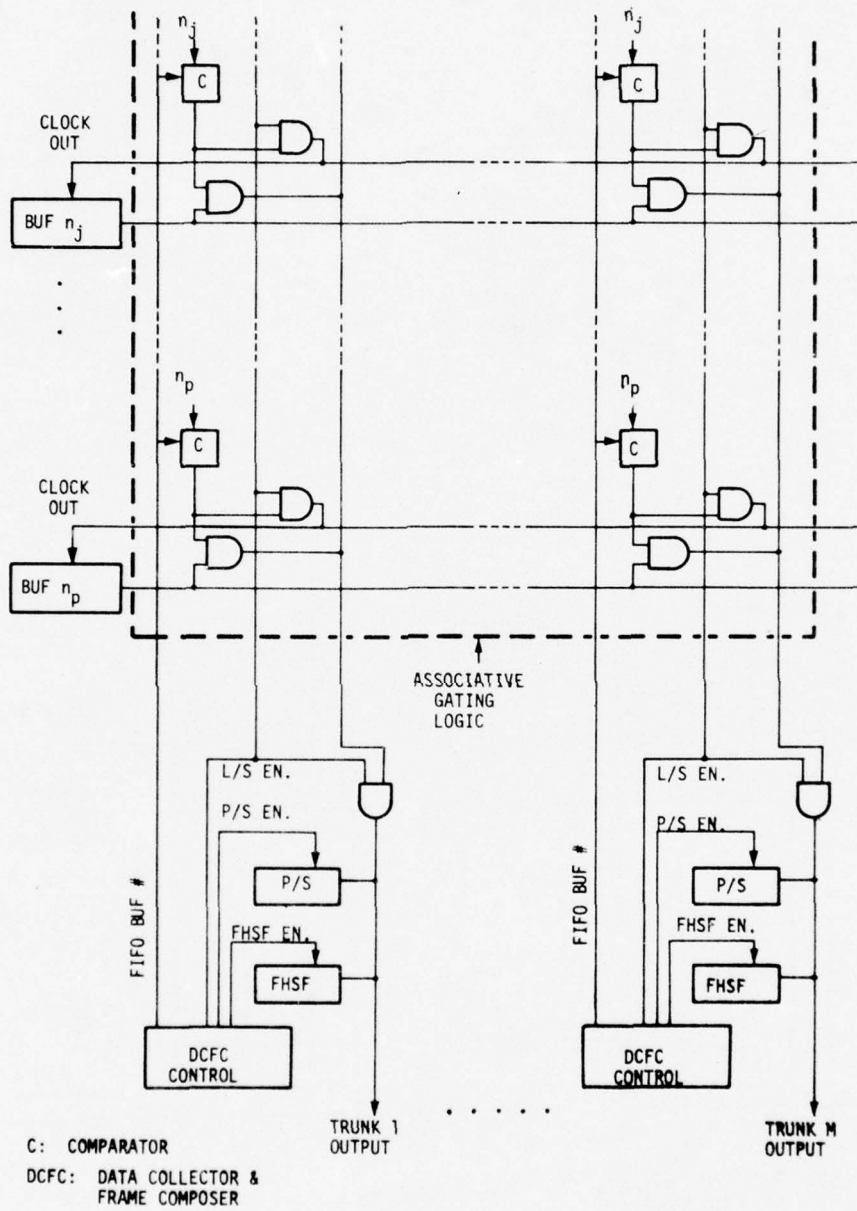 n_j n_j
C C
CLOCK
OUT
BUF n_j
n_p n_p
C C
CLOCK
OUT
BUF n_p
ASSOCIATIVE
GATING
LOGIC
L/S EN. L/S EN.
P/S EN. P/S EN.
FIFO BUF # FIFO BUF #
P/S P/S
FHSF EN. FHSF EN.
FHSF FHSF
DCFC
CONTROL
DCFC
CONTROL
TRUNK 1
OUTPUT
TRUNK M
OUTPUT
C: COMPARATOR
DCFC: DATA COLLECTOR &
FRAME COMPOSER